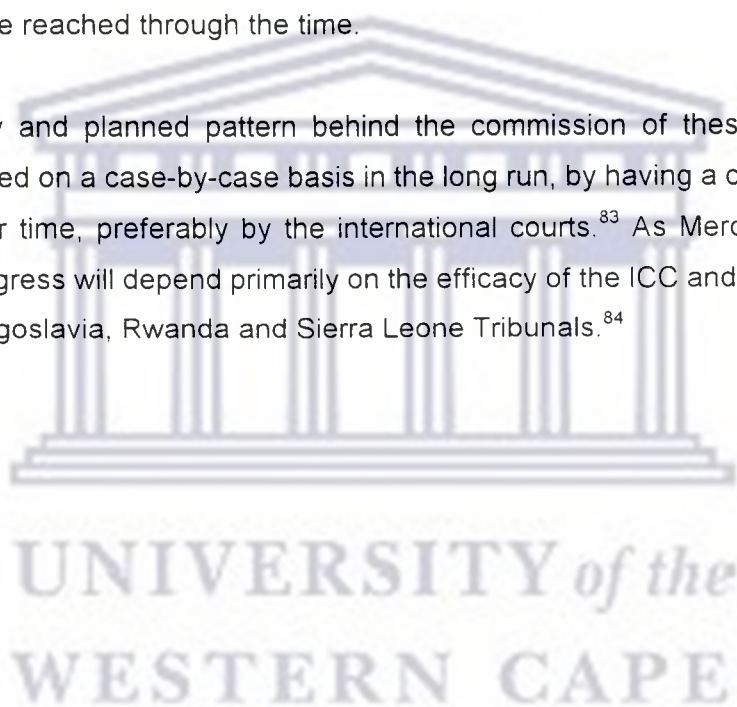 e reached through the time.
and planned pattern behind the commission of thes
ed on a case-by-case basis in the long run, by having a c
r time, preferably by the international courts.⁸³ As Merc
gress will depend primarily on the efficacy of the ICC and
goslavia, Rwanda and Sierra Leone Tribunals.⁸⁴
UNIVERSITY of the
WESTERN CAPE